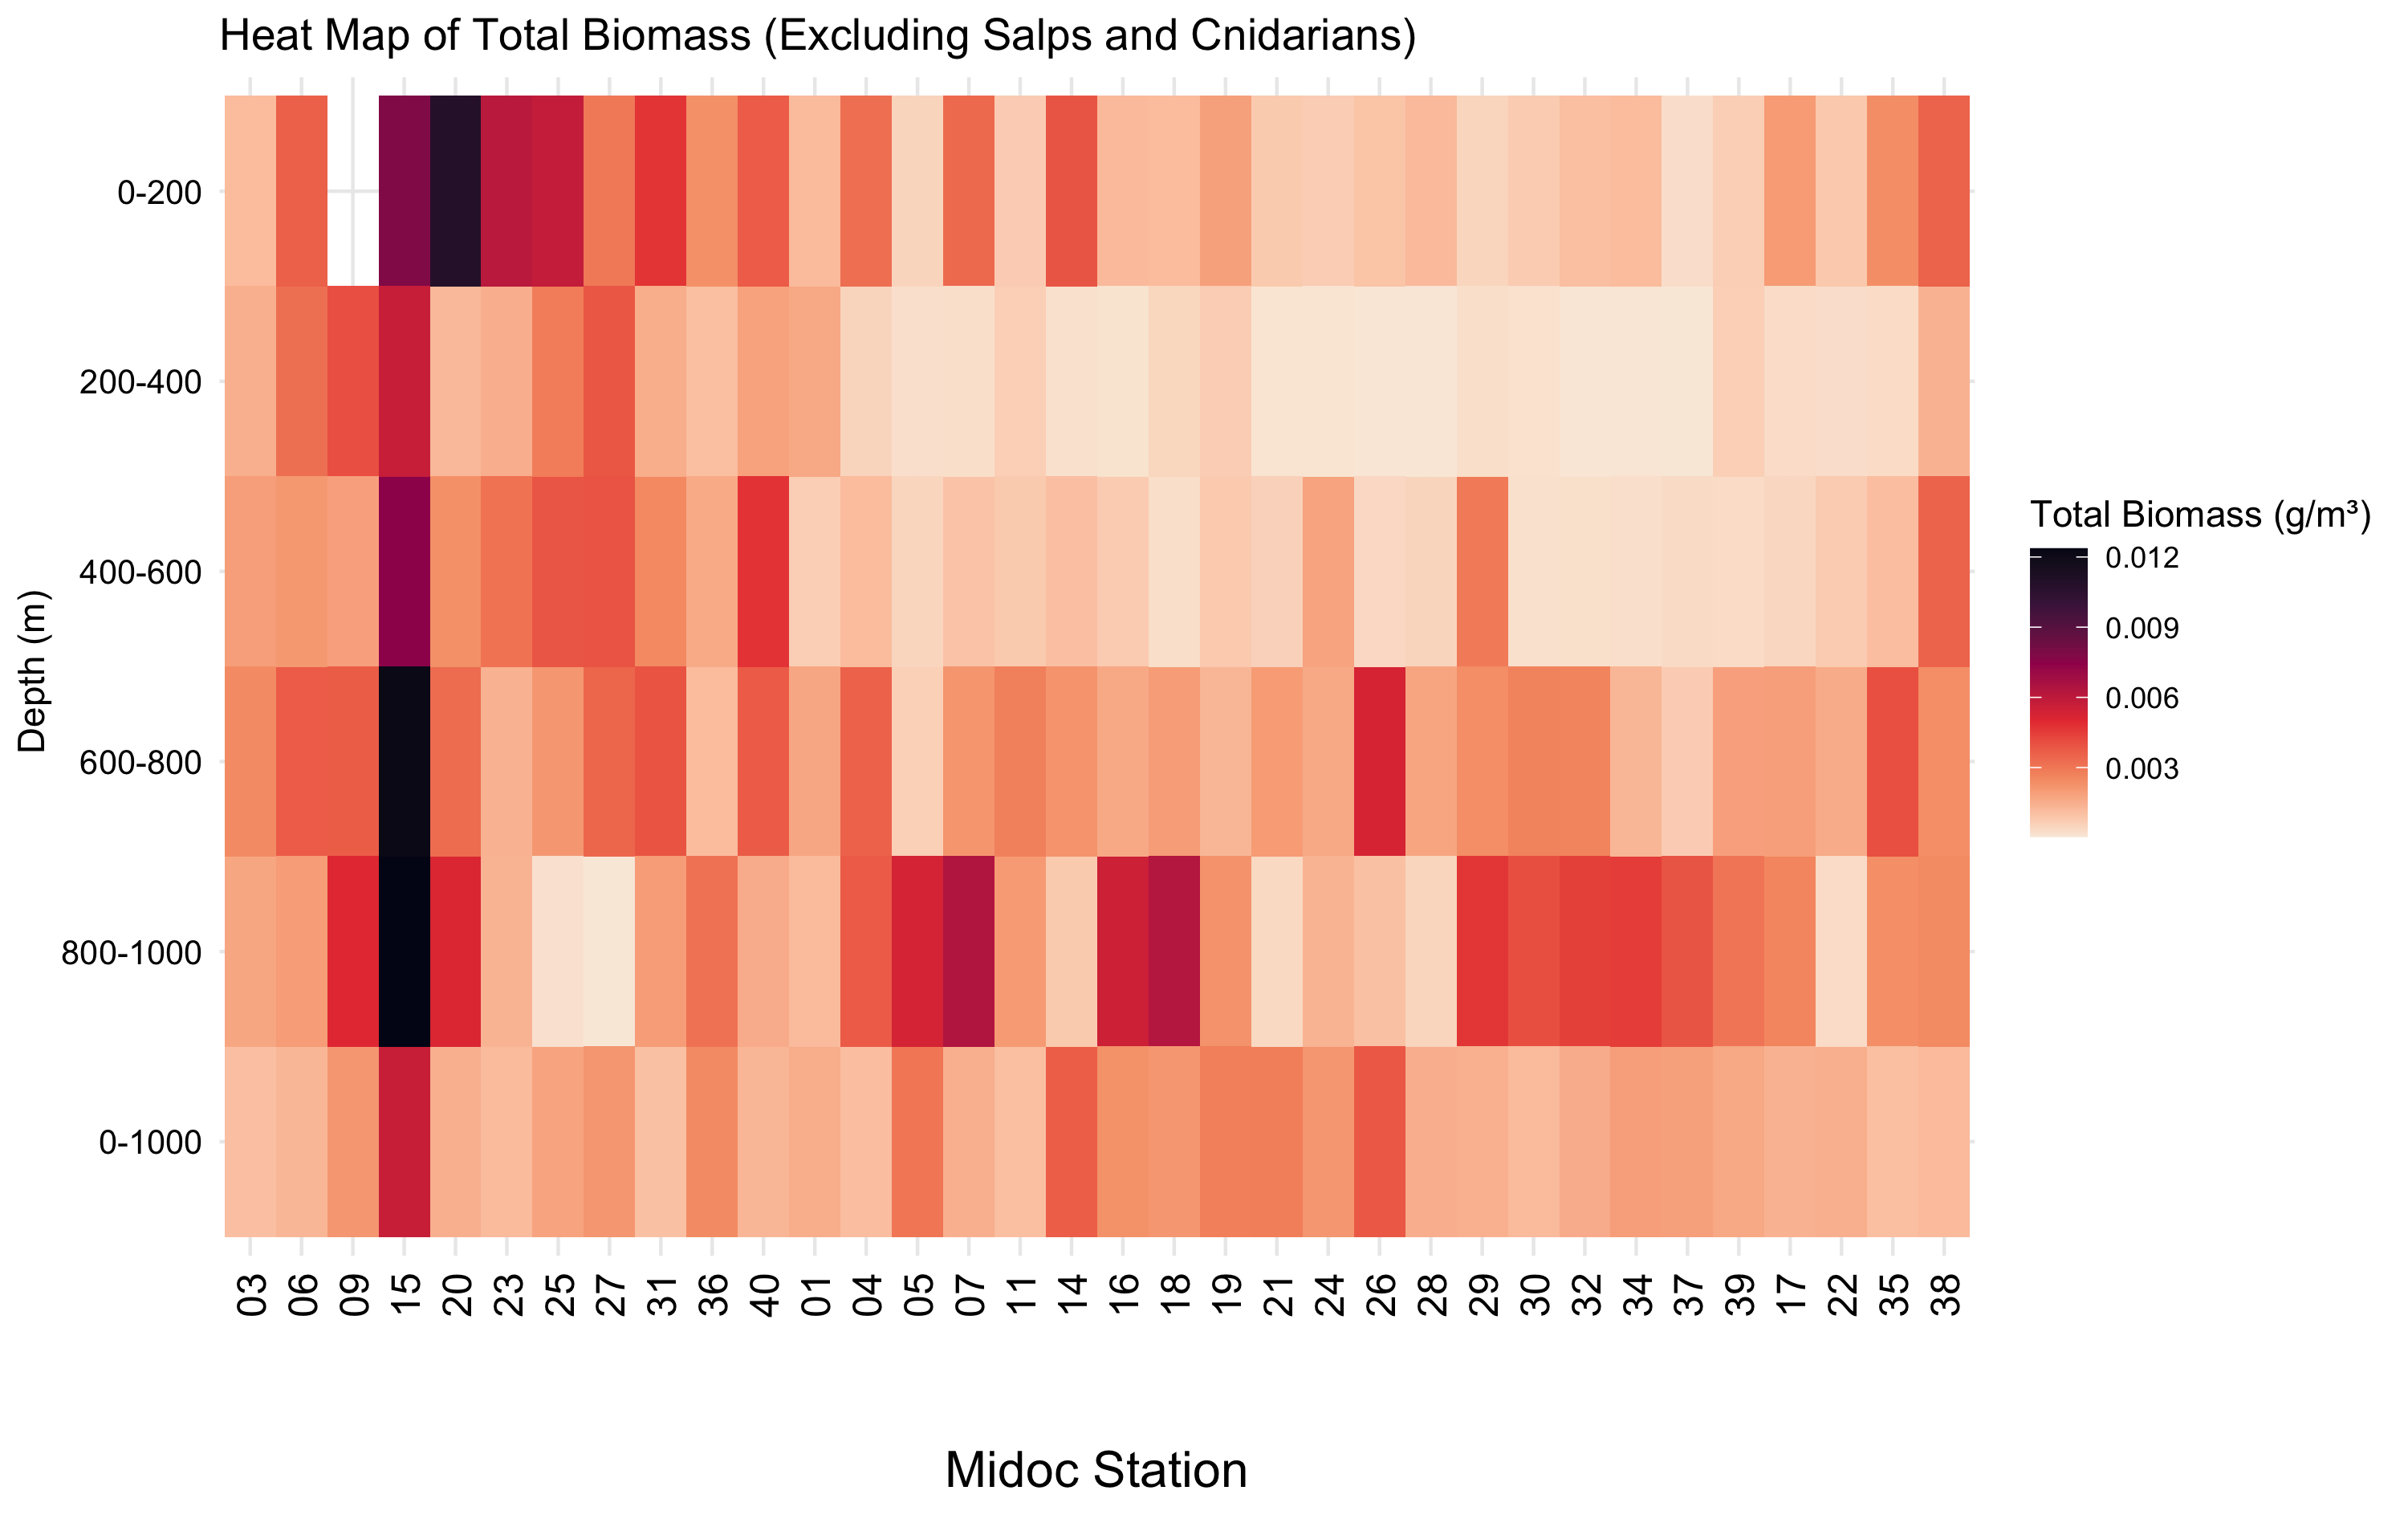 Heat Map of Total Biomass (Excluding Salps and Cnidarians)
Depth (m)
0-200
200-400
400-600
600-800
800-1000
0-1000
03 06 09 15 20 23 25 27 31 36 40 01 04 05 07 11 14 16 18 19 21 24 26 28 29 30 32 34 37 39 17 22 35 38
Midoc Station
Total Biomass (g/m³)
0.012
0.009
0.006
0.003